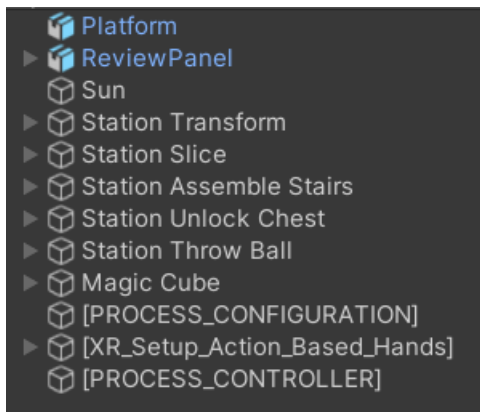 Platform
ReviewPanel
Sun
Station Transform
Station Slice
Station Assemble Stairs
Station Unlock Chest
Station Throw Ball
Magic Cube
[PROCESS_CONFIGURATION]
[XR_Setup_Action_Based_Hands]
[PROCESS_CONTROLLER]